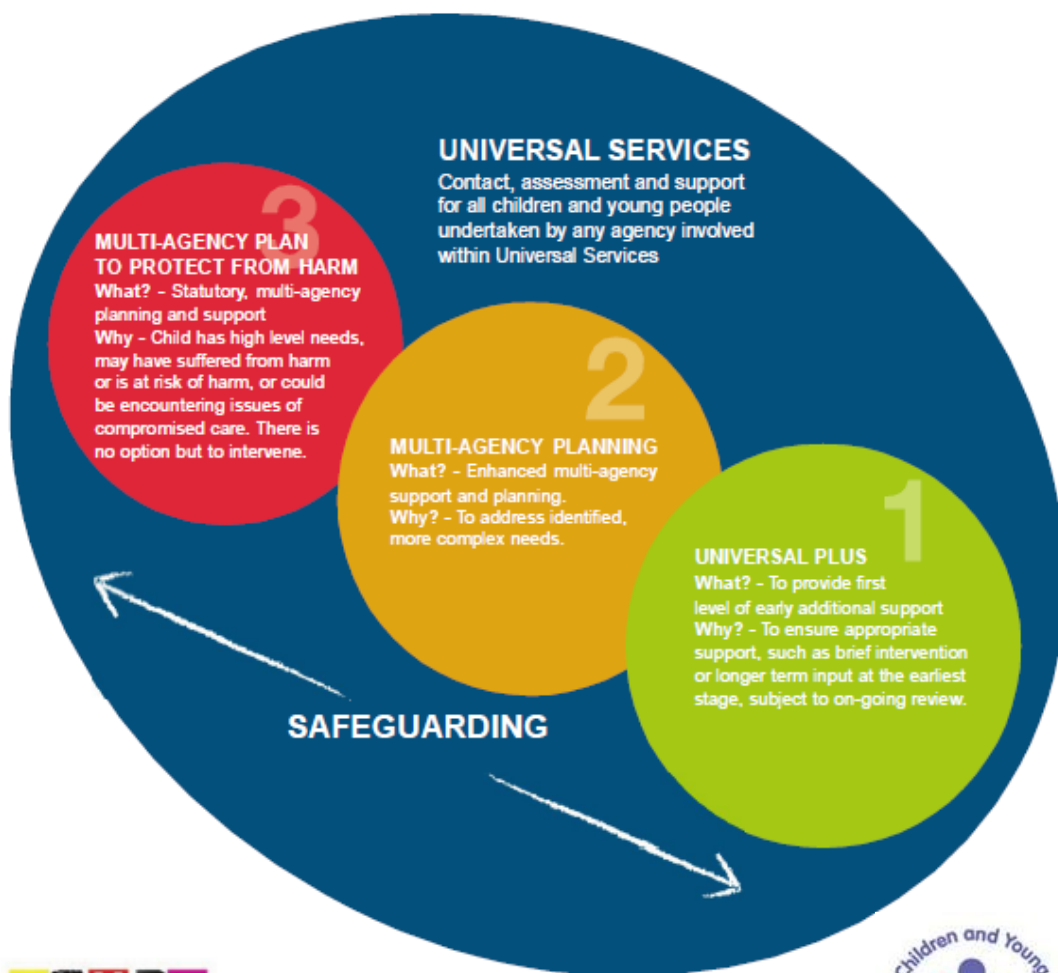 UNIVERSAL SERVICES
Contact, assessment and support
for all children and young people
undertaken by any agency involved
within Universal Services
3
MULTI-AGENCY PLAN
TO PROTECT FROM HARM
What? - Statutory, multi-agency
planning and support
Why - Child has high level needs,
may have suffered from harm
or is at risk of harm, or could
be encountering issues of
compromised care. There is
no option but to intervene.
2
MULTI-AGENCY PLANNING
What? - Enhanced multi-agency
support and planning.
Why? - To address identified,
more complex needs.
1
UNIVERSAL PLUS
What? - To provide first
level of early additional support
Why? - To ensure appropriate
support, such as brief intervention
or longer term input at the earliest
stage, subject to on-going review.
SAFEGUARDING
Children and Young